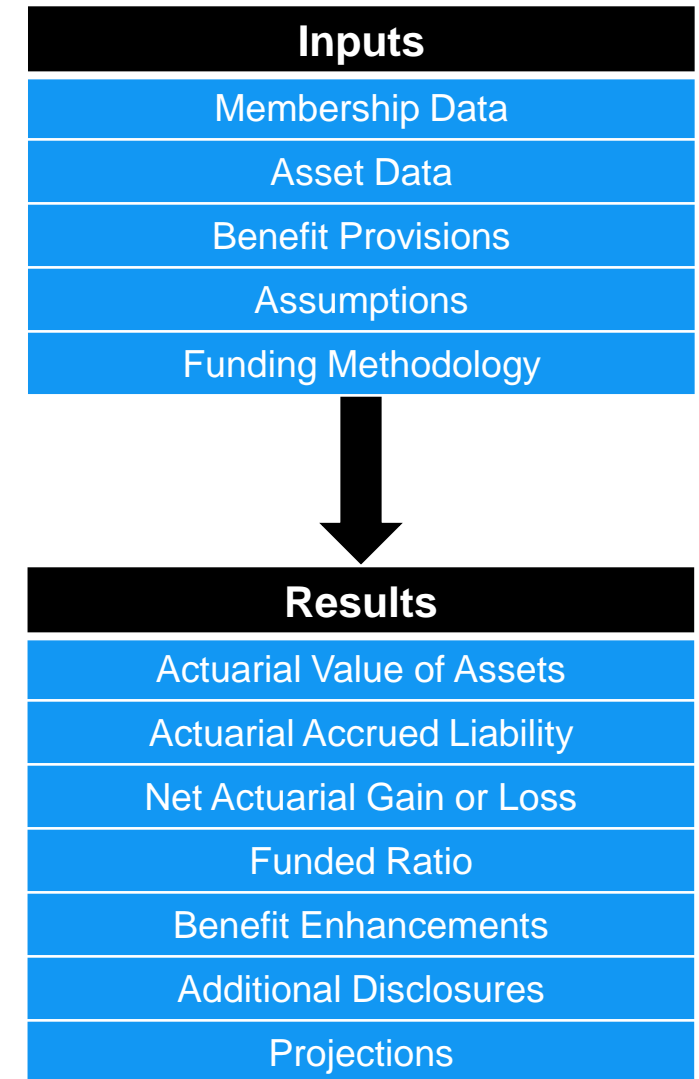 Inputs
Membership Data
Asset Data
Benefit Provisions
Assumptions
Funding Methodology
Results
Actuarial Value of Assets
Actuarial Accrued Liability
Net Actuarial Gain or Loss
Funded Ratio
Benefit Enhancements
Additional Disclosures
Projections